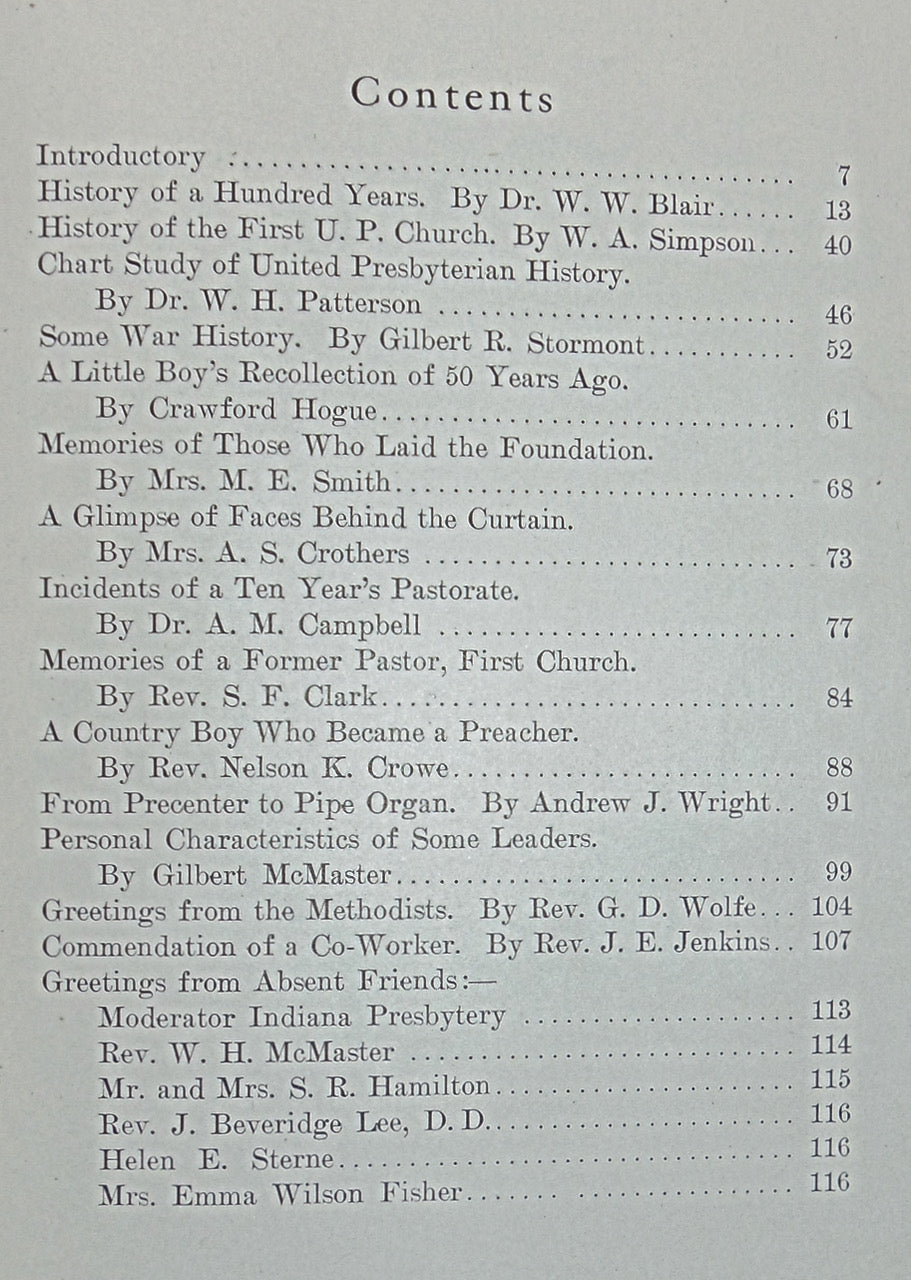 Contents
Introductory ................................... 7
History of a Hundred Years. By Dr. W. W. Blair...... 13
History of the First U. P. Church. By W. A. Simpson... 40
Chart Study of United Presbyterian History.
By Dr. W. H. Patterson ......................... 46
Some War History. By Gilbert R. Stormont........... 52
A Little Boy's Recollection of 50 Years Ago.
By Crawford Hogue............................. 61
Memories of Those Who Laid the Foundation.
By Mrs. M. E. Smith............................ 68
A Glimpse of Faces Behind the Curtain.
By Mrs. A. S. Crothers .......................... 73
Incidents of a Ten Year's Pastorate.
By Dr. A. M. Campbell ......................... 77
Memories of a Former Pastor, First Church.
By Rev. S. F. Clark............................. 84
A Country Boy Who Became a Preacher.
By Rev. Nelson K. Crowe........................ 88
From Precenter to Pipe Organ. By Andrew J. Wright.. 91
Personal Characteristics of Some Leaders.
By Gilbert McMaster............................ 99
Greetings from the Methodists. By Rev. G. D. Wolfe... 104
Commendation of a Co-Worker. By Rev. J. E. Jenkins.. 107
Greetings from Absent Friends:—
Moderator Indiana Presbytery ................... 113
Rev. W. H. McMaster ........................... 114
Mr. and Mrs. S. R. Hamilton..................... 115
Rev. J. Beveridge Lee, D. D...................... 116
Helen E. Sterne................................ 116
Mrs. Emma Wilson Fisher....................... 116